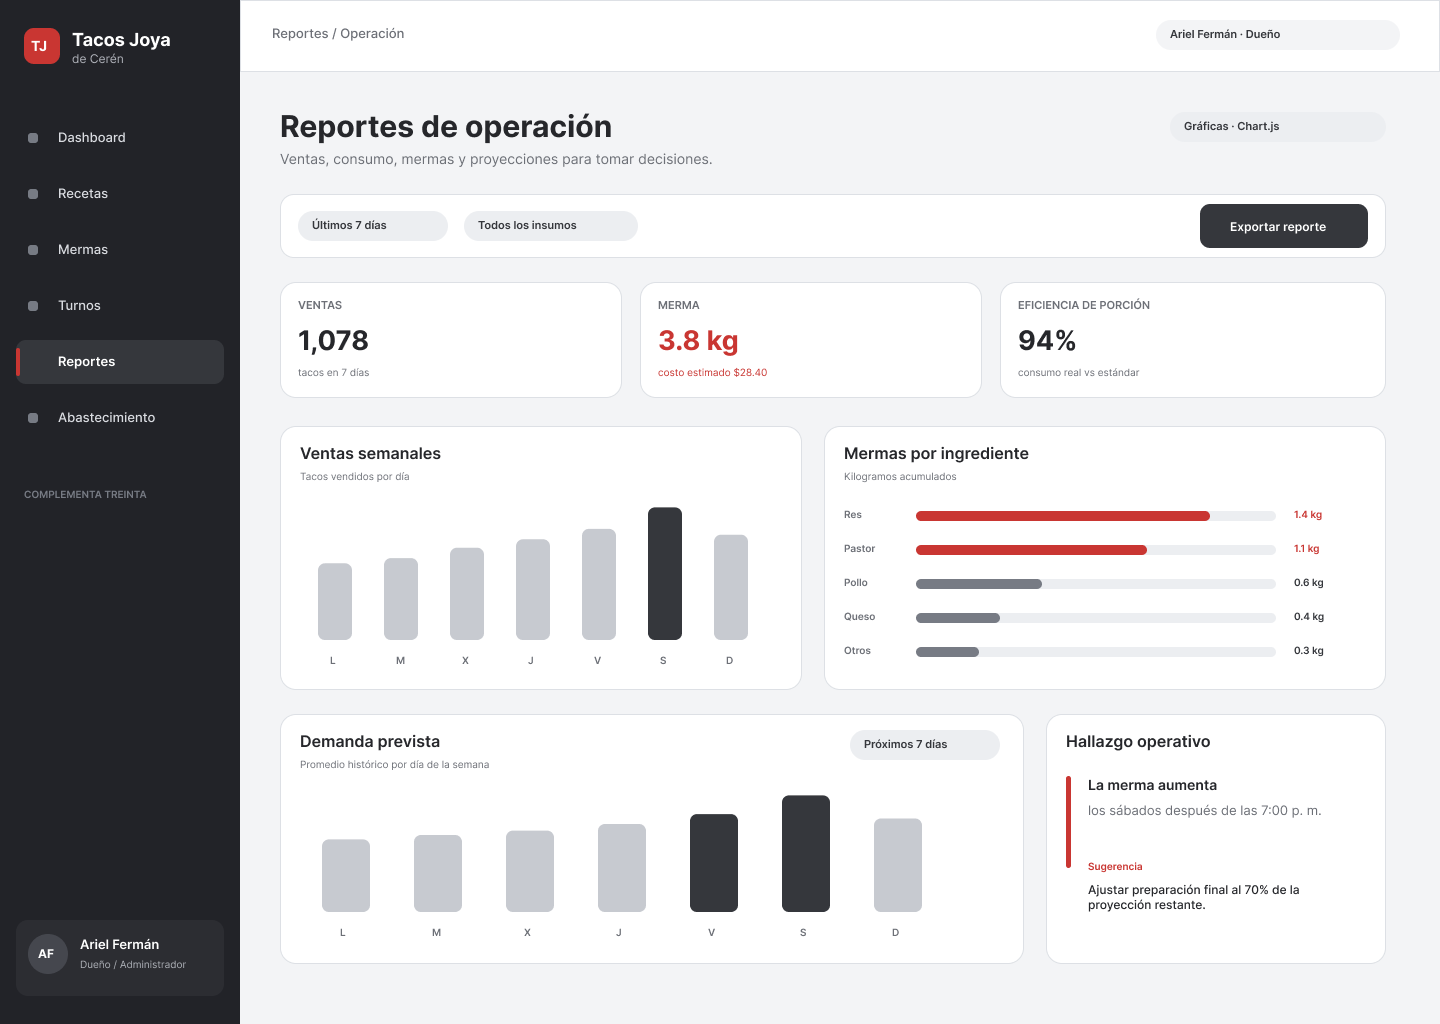 TJ
Tacos Joya
de Cerén
Dashboard
Recetas
Mermas
Turnos
Reportes
Abastecimiento
COMPLEMENTA TREINTA
AF
Ariel Fermán
Dueño / Administrador
Reportes / Operación
Ariel Fermán · Dueño
Reportes de operación
Ventas, consumo, mermas y proyecciones para tomar decisiones.
Gráficas · Chart.js
Últimos 7 días
Todos los insumos
Exportar reporte
VENTAS
1,078
tacos en 7 días
MERMA
3.8 kg
costo estimado $28.40
EFICIENCIA DE PORCIÓN
94%
consumo real vs estándar
Ventas semanales
Tacos vendidos por día
L M X J V S D
Mermas por ingrediente
Kilogramos acumulados
Res 1.4 kg
Pastor 1.1 kg
Pollo 0.6 kg
Queso 0.4 kg
Otros 0.3 kg
Demanda prevista
Promedio histórico por día de la semana
Próximos 7 días
L M X J V S D
Hallazgo operativo
La merma aumenta
los sábados después de las 7:00 p. m.
Sugerencia
Ajustar preparación final al 70% de la
proyección restante.